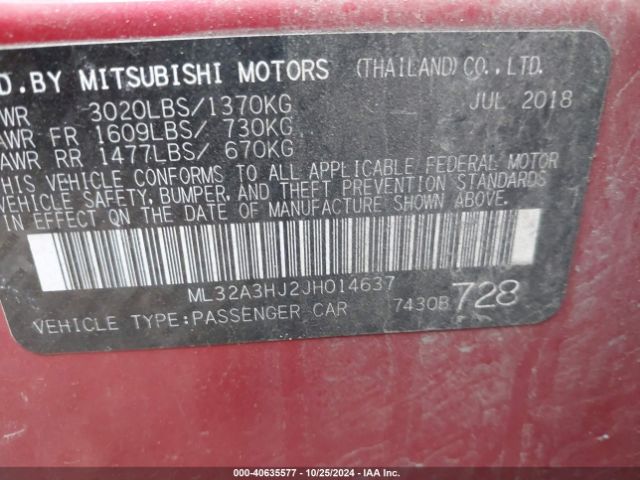 D.BY MITSUBISHI MOTORS (THAILAND)CO.,LTD.
WR 3020LBS/1370KG JUL 2018
AWR FR 1609LBS/ 730KG
AWR RR 1477LBS/ 670KG
HIS VEHICLE CONFORMS TO ALL APPLICABLE FEDERAL MOTOR
VEHICLE SAFETY, BUMPER, AND THEFT PREVENTION STANDARDS
IN EFFECT ON THE DATE OF MANUFACTURE SHOWN ABOVE.
ML32A3HJ2JH014637
VEHICLE TYPE:PASSENGER CAR 7430B 728
000-40635577 • 10/25/2024 • IAA Inc.